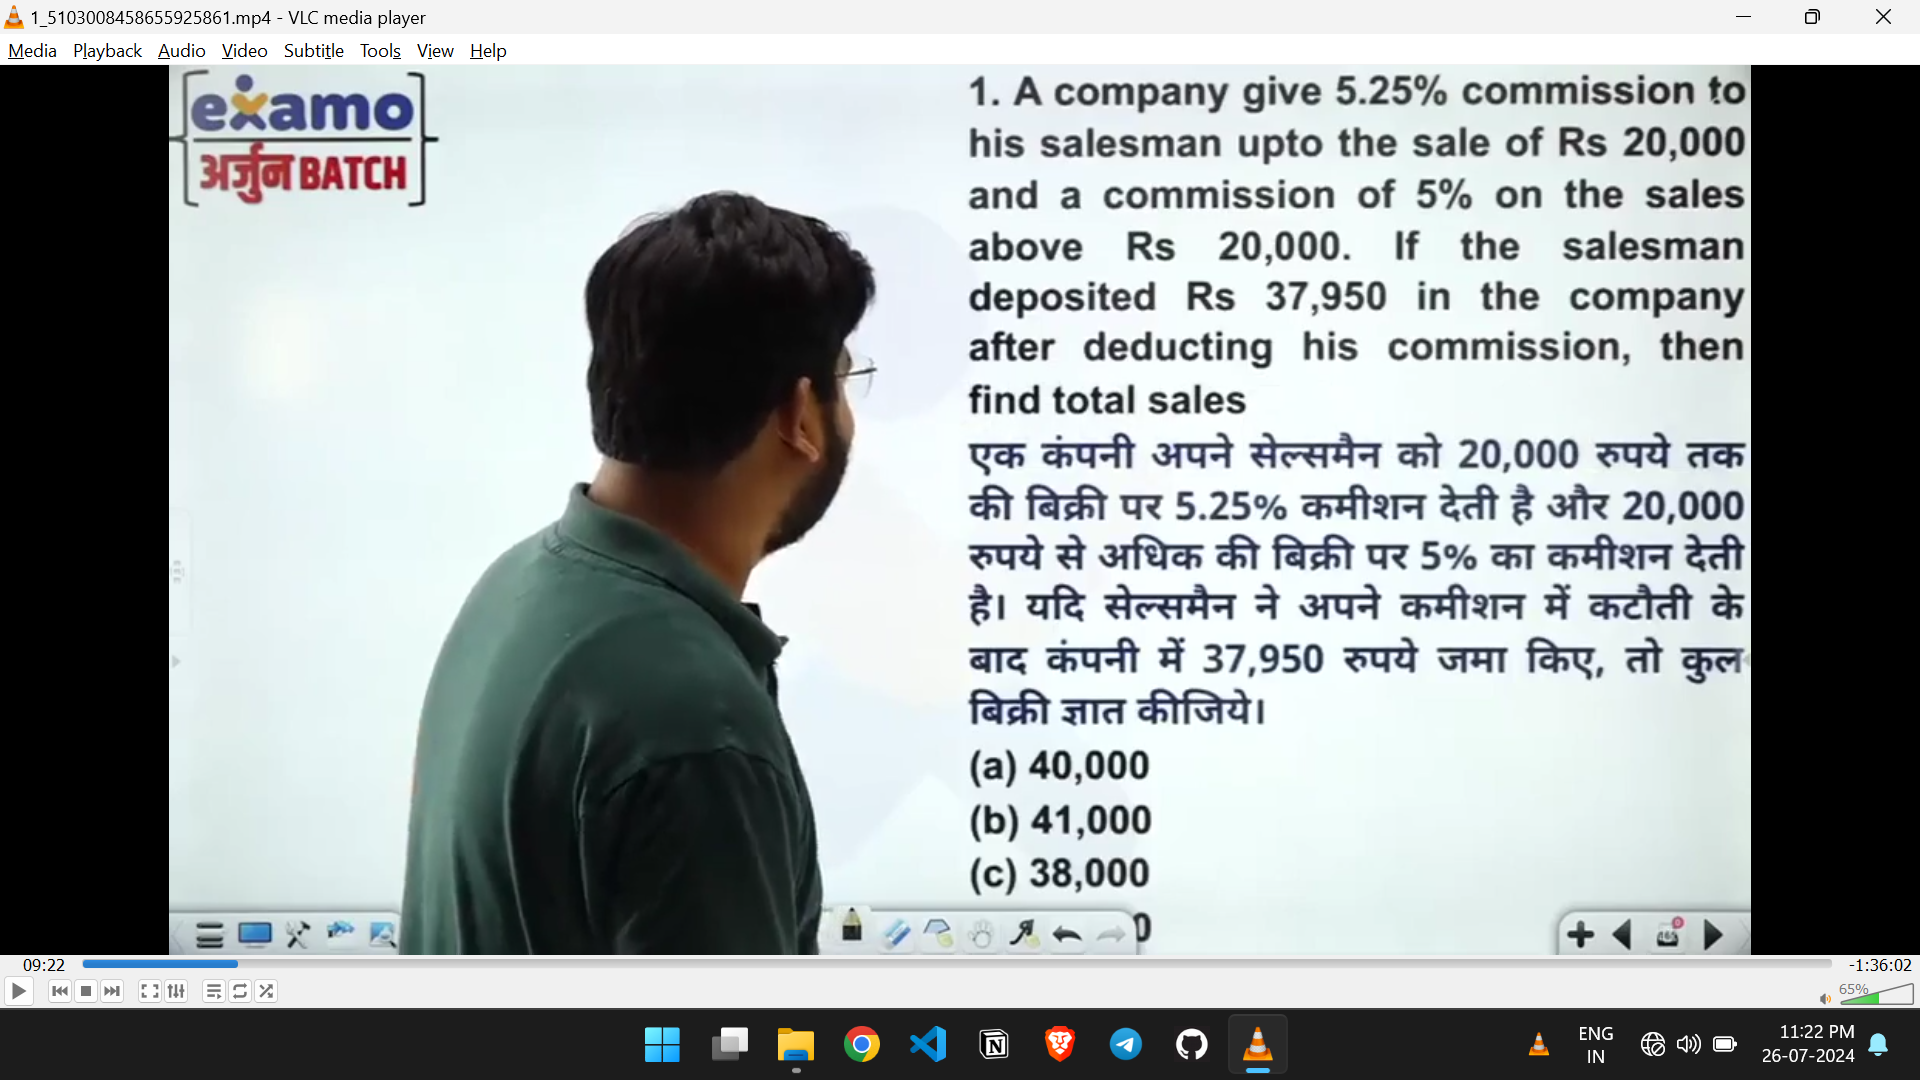 1_5103008458655925861.mp4 - VLC media player
Media Playback Audio Video Subtitle Tools View Help
examo
अर्जुन BATCH
1. A company give 5.25% commission to
his salesman upto the sale of Rs 20,000
and a commission of 5% on the sales
above Rs 20,000. If the salesman
deposited Rs 37,950 in the company
after deducting his commission, then
find total sales
एक कंपनी अपने सेल्समैन को 20,000 रुपये तक
की बिक्री पर 5.25% कमीशन देती है और 20,000
रुपये से अधिक की बिक्री पर 5% का कमीशन देती
है। यदि सेल्समैन ने अपने कमीशन में कटौती के
बाद कंपनी में 37,950 रुपये जमा किए, तो कुल
बिक्री ज्ञात कीजिये।
(a) 40,000
(b) 41,000
(c) 38,000
09:22
-1:36:02
65%
ENG
IN
11:22 PM
26-07-2024